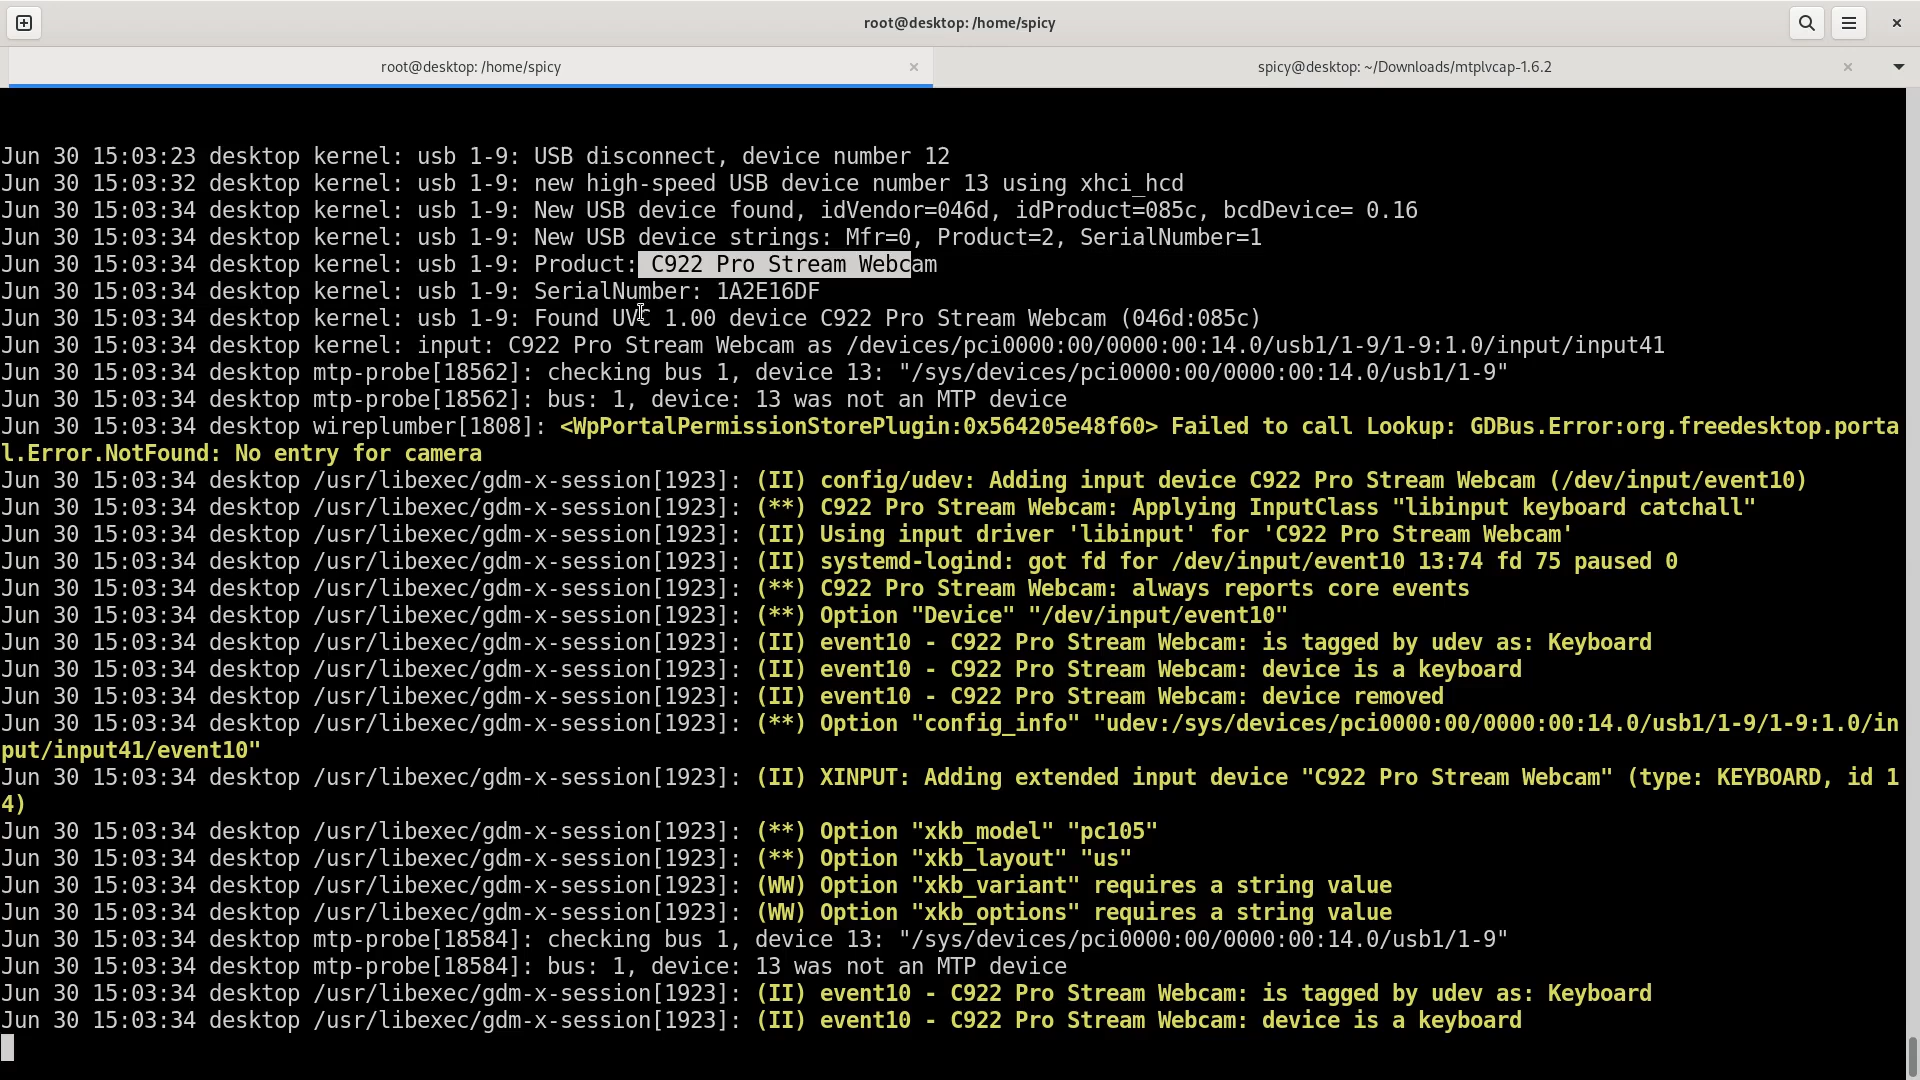 root@desktop: /home/spicy
root@desktop: /home/spicy
spicy@desktop: ~/Downloads/mtplvcap-1.6.2
Jun 30 15:03:23 desktop kernel: usb 1-9: USB disconnect, device number 12
Jun 30 15:03:32 desktop kernel: usb 1-9: new high-speed USB device number 13 using xhci_hcd
Jun 30 15:03:34 desktop kernel: usb 1-9: New USB device found, idVendor=046d, idProduct=085c, bcdDevice= 0.16
Jun 30 15:03:34 desktop kernel: usb 1-9: New USB device strings: Mfr=0, Product=2, SerialNumber=1
Jun 30 15:03:34 desktop kernel: usb 1-9: Product: C922 Pro Stream Webcam
Jun 30 15:03:34 desktop kernel: usb 1-9: SerialNumber: 1A2E16DF
Jun 30 15:03:34 desktop kernel: usb 1-9: Found UVC 1.00 device C922 Pro Stream Webcam (046d:085c)
Jun 30 15:03:34 desktop kernel: input: C922 Pro Stream Webcam as /devices/pci0000:00/0000:00:14.0/usb1/1-9/1-9:1.0/input/input41
Jun 30 15:03:34 desktop mtp-probe[18562]: checking bus 1, device 13: "/sys/devices/pci0000:00/0000:00:14.0/usb1/1-9"
Jun 30 15:03:34 desktop mtp-probe[18562]: bus: 1, device: 13 was not an MTP device
Jun 30 15:03:34 desktop wireplumber[1808]: <WpPortalPermissionStorePlugin:0x564205e48f60> Failed to call Lookup: GDBus.Error:org.freedesktop.porta
l.Error.NotFound: No entry for camera
Jun 30 15:03:34 desktop /usr/libexec/gdm-x-session[1923]: (II) config/udev: Adding input device C922 Pro Stream Webcam (/dev/input/event10)
Jun 30 15:03:34 desktop /usr/libexec/gdm-x-session[1923]: (**) C922 Pro Stream Webcam: Applying InputClass "libinput keyboard catchall"
Jun 30 15:03:34 desktop /usr/libexec/gdm-x-session[1923]: (II) Using input driver 'libinput' for 'C922 Pro Stream Webcam'
Jun 30 15:03:34 desktop /usr/libexec/gdm-x-session[1923]: (II) systemd-logind: got fd for /dev/input/event10 13:74 fd 75 paused 0
Jun 30 15:03:34 desktop /usr/libexec/gdm-x-session[1923]: (**) C922 Pro Stream Webcam: always reports core events
Jun 30 15:03:34 desktop /usr/libexec/gdm-x-session[1923]: (**) Option "Device" "/dev/input/event10"
Jun 30 15:03:34 desktop /usr/libexec/gdm-x-session[1923]: (II) event10 - C922 Pro Stream Webcam: is tagged by udev as: Keyboard
Jun 30 15:03:34 desktop /usr/libexec/gdm-x-session[1923]: (II) event10 - C922 Pro Stream Webcam: device is a keyboard
Jun 30 15:03:34 desktop /usr/libexec/gdm-x-session[1923]: (II) event10 - C922 Pro Stream Webcam: device removed
Jun 30 15:03:34 desktop /usr/libexec/gdm-x-session[1923]: (**) Option "config_info" "udev:/sys/devices/pci0000:00/0000:00:14.0/usb1/1-9/1-9:1.0/in
put/input41/event10"
Jun 30 15:03:34 desktop /usr/libexec/gdm-x-session[1923]: (II) XINPUT: Adding extended input device "C922 Pro Stream Webcam" (type: KEYBOARD, id 1
4)
Jun 30 15:03:34 desktop /usr/libexec/gdm-x-session[1923]: (**) Option "xkb_model" "pc105"
Jun 30 15:03:34 desktop /usr/libexec/gdm-x-session[1923]: (**) Option "xkb_layout" "us"
Jun 30 15:03:34 desktop /usr/libexec/gdm-x-session[1923]: (WW) Option "xkb_variant" requires a string value
Jun 30 15:03:34 desktop /usr/libexec/gdm-x-session[1923]: (WW) Option "xkb_options" requires a string value
Jun 30 15:03:34 desktop mtp-probe[18584]: checking bus 1, device 13: "/sys/devices/pci0000:00/0000:00:14.0/usb1/1-9"
Jun 30 15:03:34 desktop mtp-probe[18584]: bus: 1, device: 13 was not an MTP device
Jun 30 15:03:34 desktop /usr/libexec/gdm-x-session[1923]: (II) event10 - C922 Pro Stream Webcam: is tagged by udev as: Keyboard
Jun 30 15:03:34 desktop /usr/libexec/gdm-x-session[1923]: (II) event10 - C922 Pro Stream Webcam: device is a keyboard